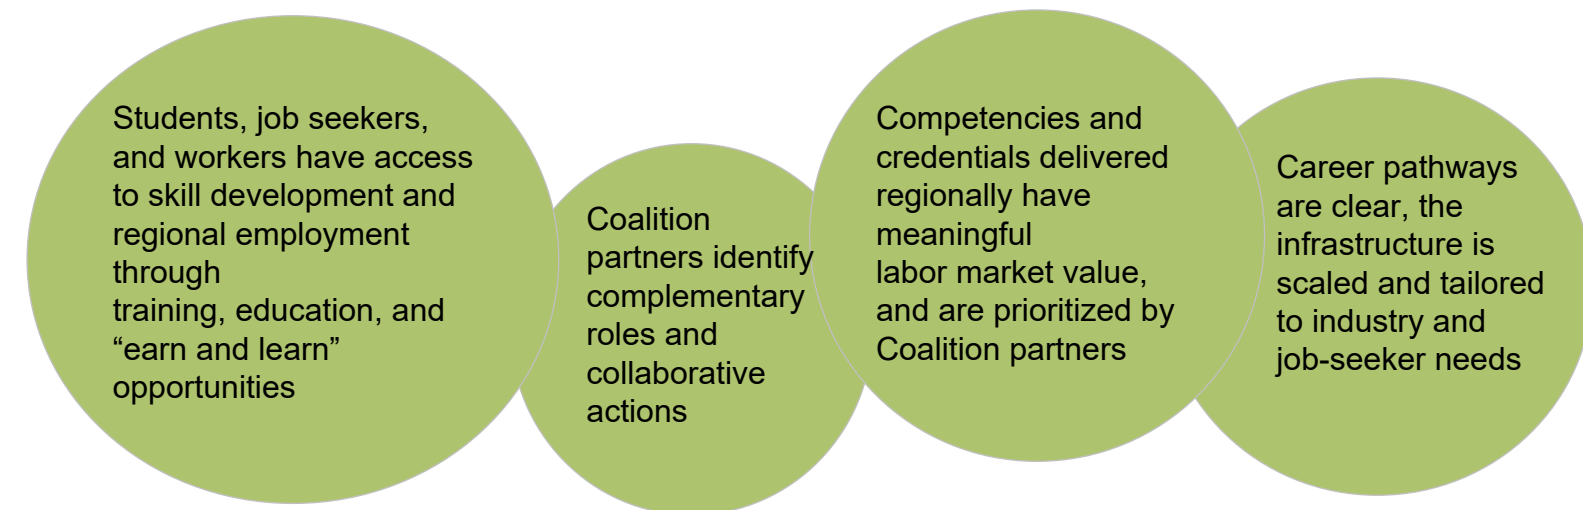 Students, job seekers,
and workers have access
to skill development and
regional employment
through
training, education, and
“earn and learn”
opportunities
Coalition
partners identify
complementary
roles and
collaborative
actions
Competencies and
credentials delivered
regionally have
meaningful
labor market value,
and are prioritized by
Coalition partners
Career pathways
are clear, the
infrastructure is
scaled and tailored
to industry and
job-seeker needs